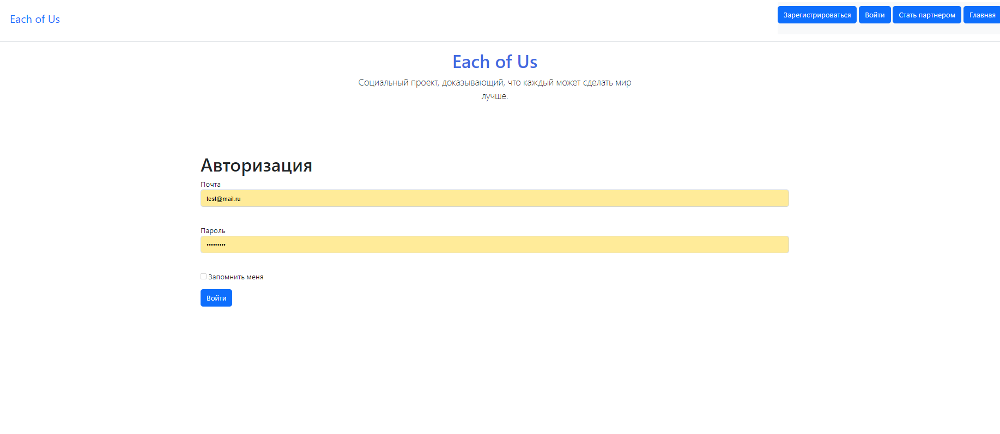 Each of Us
Зарегистрироваться Войти Стать партнером Главная
Each of Us
Социальный проект, доказывающий, что каждый может сделать мир
лучше.
Авторизация
Почта
test@mail.ru
Пароль
•••••••••
Запомнить меня
Войти